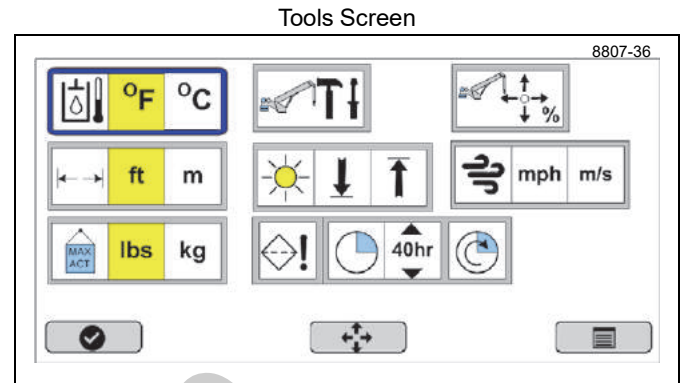 Tools Screen
8807-36
°F °C
%
ft m
mph m/s
MAX
ACT
lbs kg
40hr